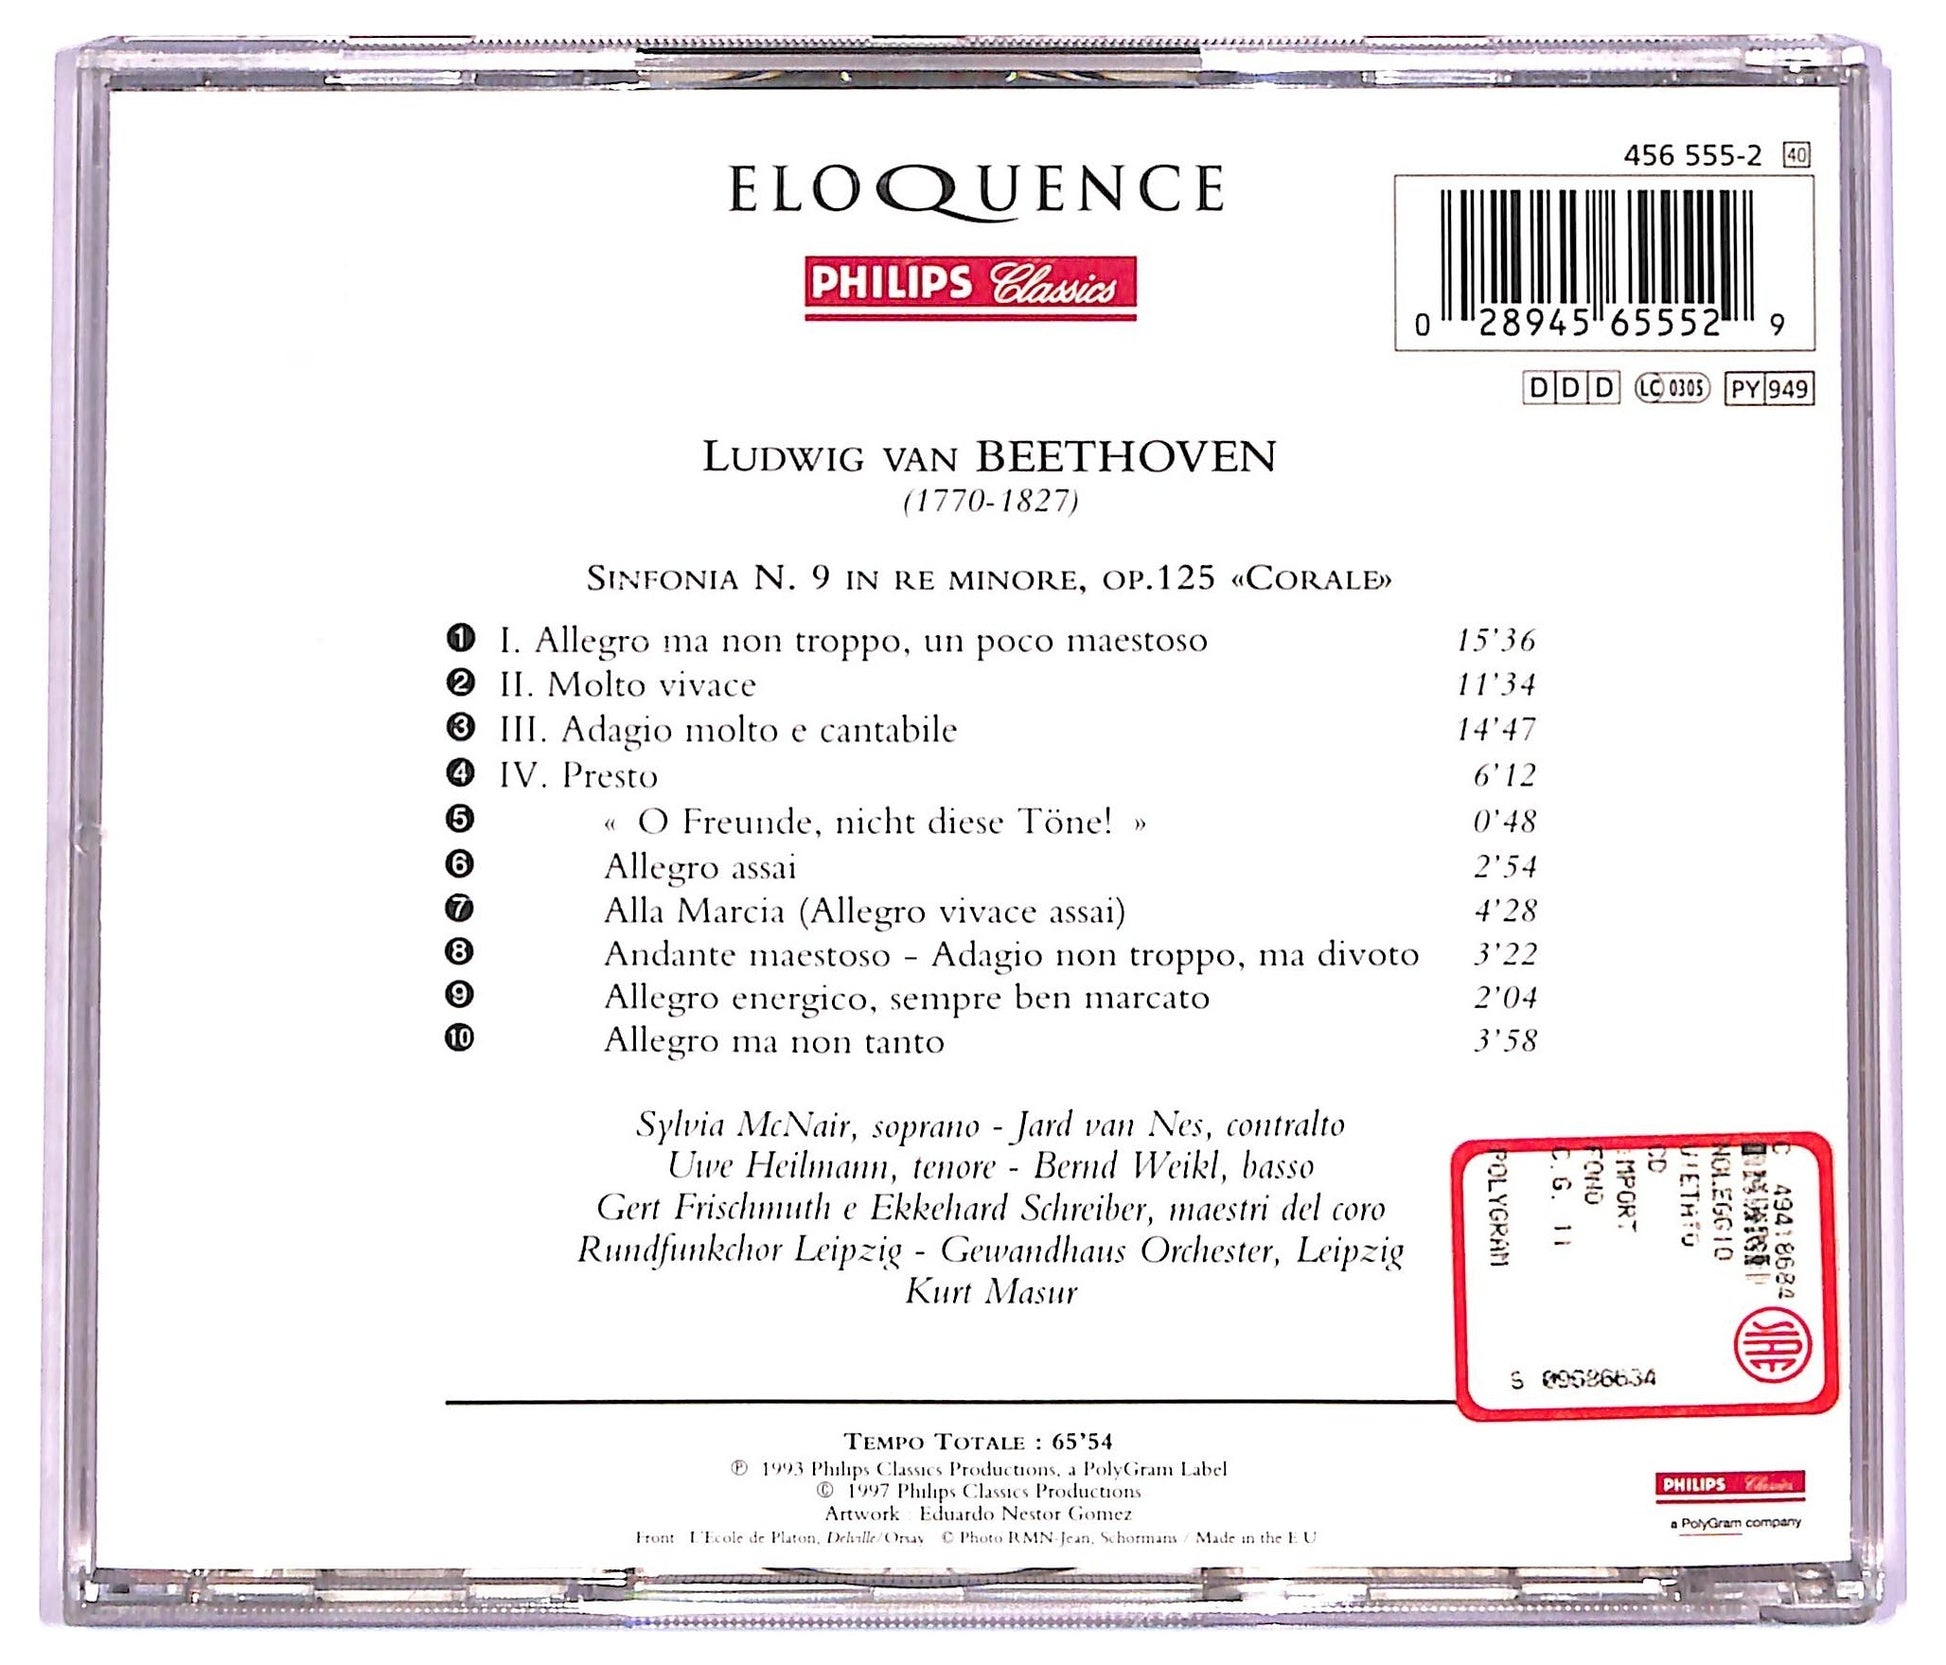 456 555-2 40
ELOQUENCE
PHILIPS Classics
0 28945 65552 9
D D D LC 0305 PY 949
LUDWIG VAN BEETHOVEN
(1770-1827)
SINFONIA N. 9 IN RE MINORE, OP.125 «CORALE»
1 I. Allegro ma non troppo, un poco maestoso 15'36
2 II. Molto vivace 11'34
3 III. Adagio molto e cantabile 14'47
4 IV. Presto 6'12
5 « O Freunde, nicht diese Töne! » 0'48
6 Allegro assai 2'54
7 Alla Marcia (Allegro vivace assai) 4'28
8 Andante maestoso – Adagio non troppo, ma divoto 3'22
9 Allegro energico, sempre ben marcato 2'04
10 Allegro ma non tanto 3'58
Sylvia McNair, soprano - Jard van Nes, contralto
Uwe Heilmann, tenore - Bernd Weikl, basso
Gert Frischmuth e Ekkehard Schreiber, maestri del coro
Rundfunkchor Leipzig - Gewandhaus Orchester, Leipzig
Kurt Masur
C 49418684
NOLEGGIO
CD
IMPORT
FOND
C.G. 11
POLYGRAM
SIAE
S
TEMPO TOTALE : 65'54
℗ 1993 Philips Classics Productions, a PolyGram Label
© 1997 Philips Classics Productions
Artwork : Eduardo Nestor Gomez
Front L'Ecole de Platon, Delville/Orsay © Photo RMN-Jean, Schormans / Made in the E U
PHILIPS Classics
a PolyGram company